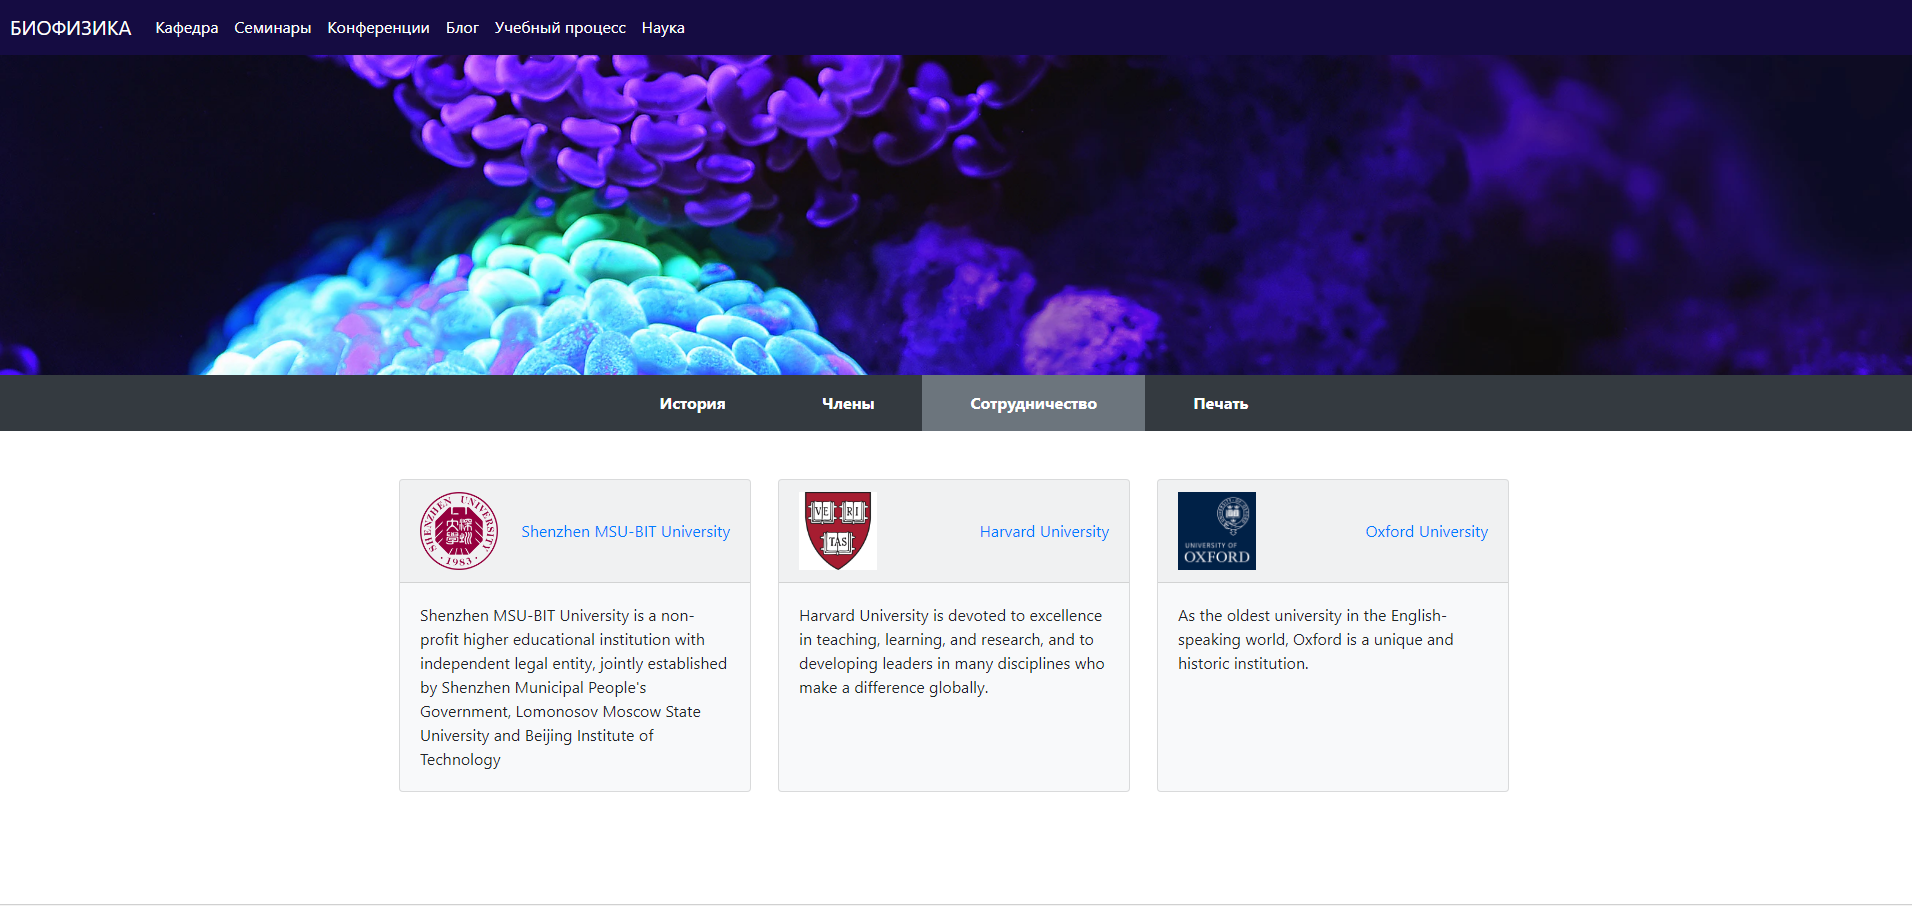 БИОФИЗИКА Кафедра Семинары Конференции Блог Учебный процесс Наука
История Члены Сотрудничество Печать
SHENZHEN UNIVERSITY
·1983·
Shenzhen MSU-BIT University
Shenzhen MSU-BIT University is a non-
profit higher educational institution with
independent legal entity, jointly established
by Shenzhen Municipal People's
Government, Lomonosov Moscow State
University and Beijing Institute of
Technology
VE RI
TAS
Harvard University
Harvard University is devoted to excellence
in teaching, learning, and research, and to
developing leaders in many disciplines who
make a difference globally.
UNIVERSITY OF
OXFORD
Oxford University
As the oldest university in the English-
speaking world, Oxford is a unique and
historic institution.